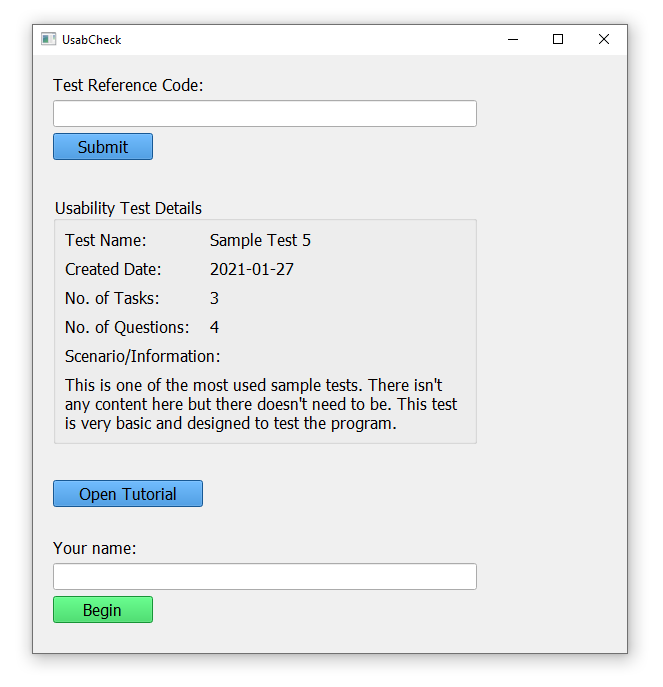 UsabCheck
Test Reference Code:
Submit
Usability Test Details
Test Name: Sample Test 5
Created Date: 2021-01-27
No. of Tasks: 3
No. of Questions: 4
Scenario/Information:
This is one of the most used sample tests. There isn't
any content here but there doesn't need to be. This test
is very basic and designed to test the program.
Open Tutorial
Your name:
Begin